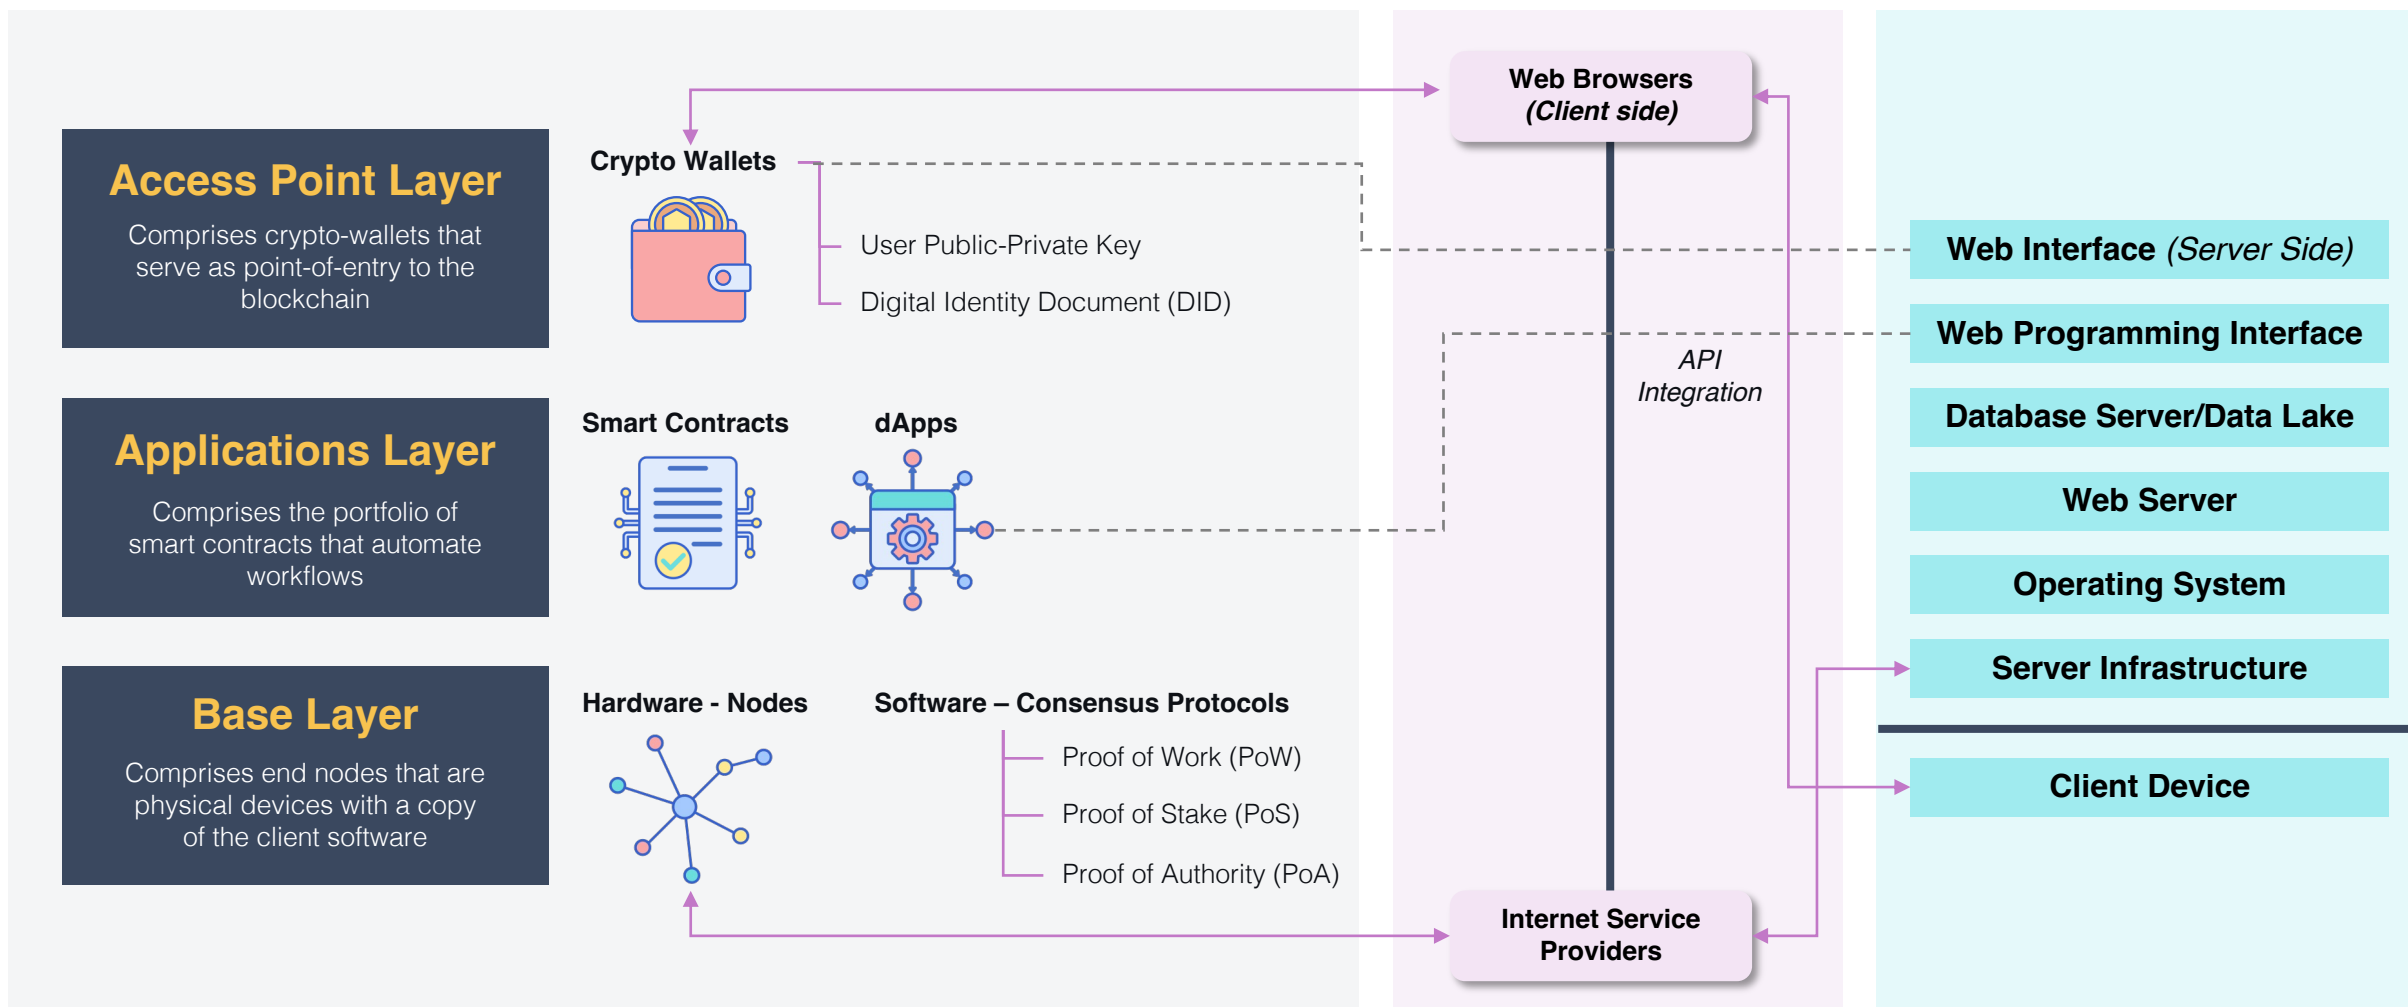 Access Point Layer
Comprises crypto-wallets that
serve as point-of-entry to the
blockchain
Crypto Wallets
User Public-Private Key
Digital Identity Document (DID)
Applications Layer
Comprises the portfolio of
smart contracts that automate
workflows
Smart Contracts
dApps
Base Layer
Comprises end nodes that are
physical devices with a copy
of the client software
Hardware - Nodes
Software – Consensus Protocols
Proof of Work (PoW)
Proof of Stake (PoS)
Proof of Authority (PoA)
Web Browsers
(Client side)
API
Integration
Internet Service
Providers
Web Interface (Server Side)
Web Programming Interface
Database Server/Data Lake
Web Server
Operating System
Server Infrastructure
Client Device